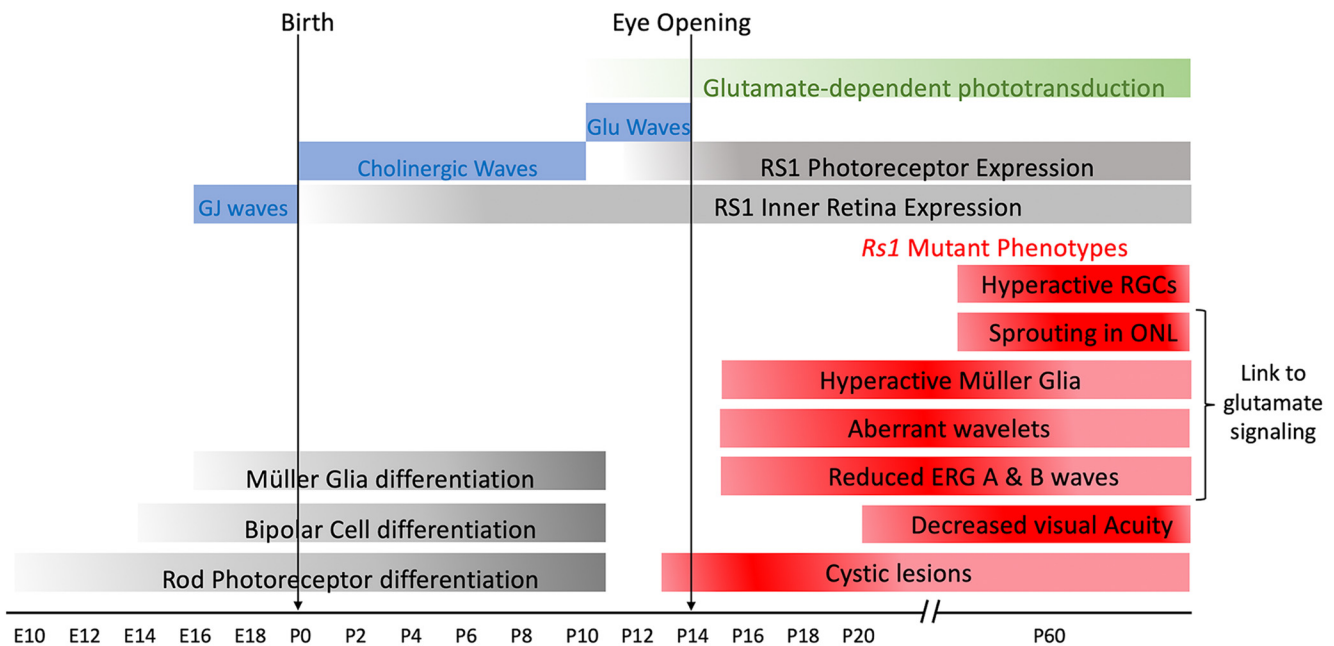 Birth
Eye Opening
Glutamate-dependent phototransduction
Glu Waves
Cholinergic Waves
RS1 Photoreceptor Expression
GJ waves
RS1 Inner Retina Expression
Rs1 Mutant Phenotypes
Hyperactive RGCs
Sprouting in ONL
Hyperactive Müller Glia
Aberrant wavelets
Reduced ERG A & B waves
Link to
glutamate
signaling
Müller Glia differentiation
Bipolar Cell differentiation
Decreased visual Acuity
Rod Photoreceptor differentiation
Cystic lesions
E10 E12 E14 E16 E18 P0 P2 P4 P6 P8 P10 P12 P14 P16 P18 P20 // P60